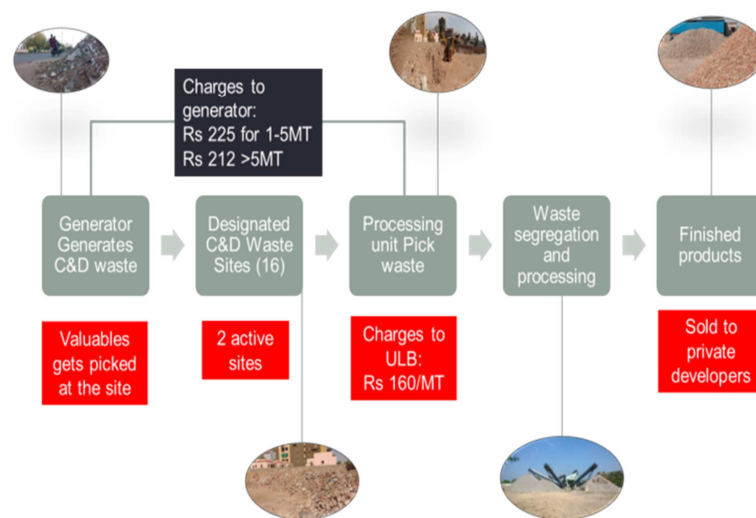 Charges to
generator:
Rs 225 for 1-5MT
Rs 212 >5MT
Generator
Generates
C&D waste
Designated
C&D Waste
Sites (16)
Processing
unit Pick
waste
Waste
segregation
and
processing
Finished
products
Valuables
gets picked
at the site
2 active
sites
Charges to
ULB:
Rs 160/MT
Sold to
private
developers